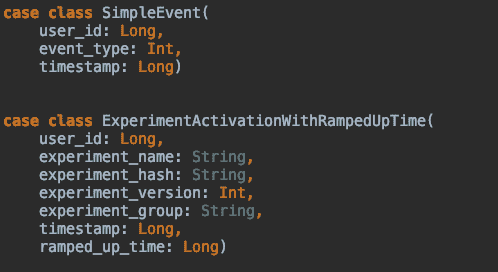 case class SimpleEvent(
    user_id: Long,
    event_type: Int,
    timestamp: Long)
case class ExperimentActivationWithRampedUpTime(
    user_id: Long,
    experiment_name: String,
    experiment_hash: String,
    experiment_version: Int,
    experiment_group: String,
    timestamp: Long,
    ramped_up_time: Long)